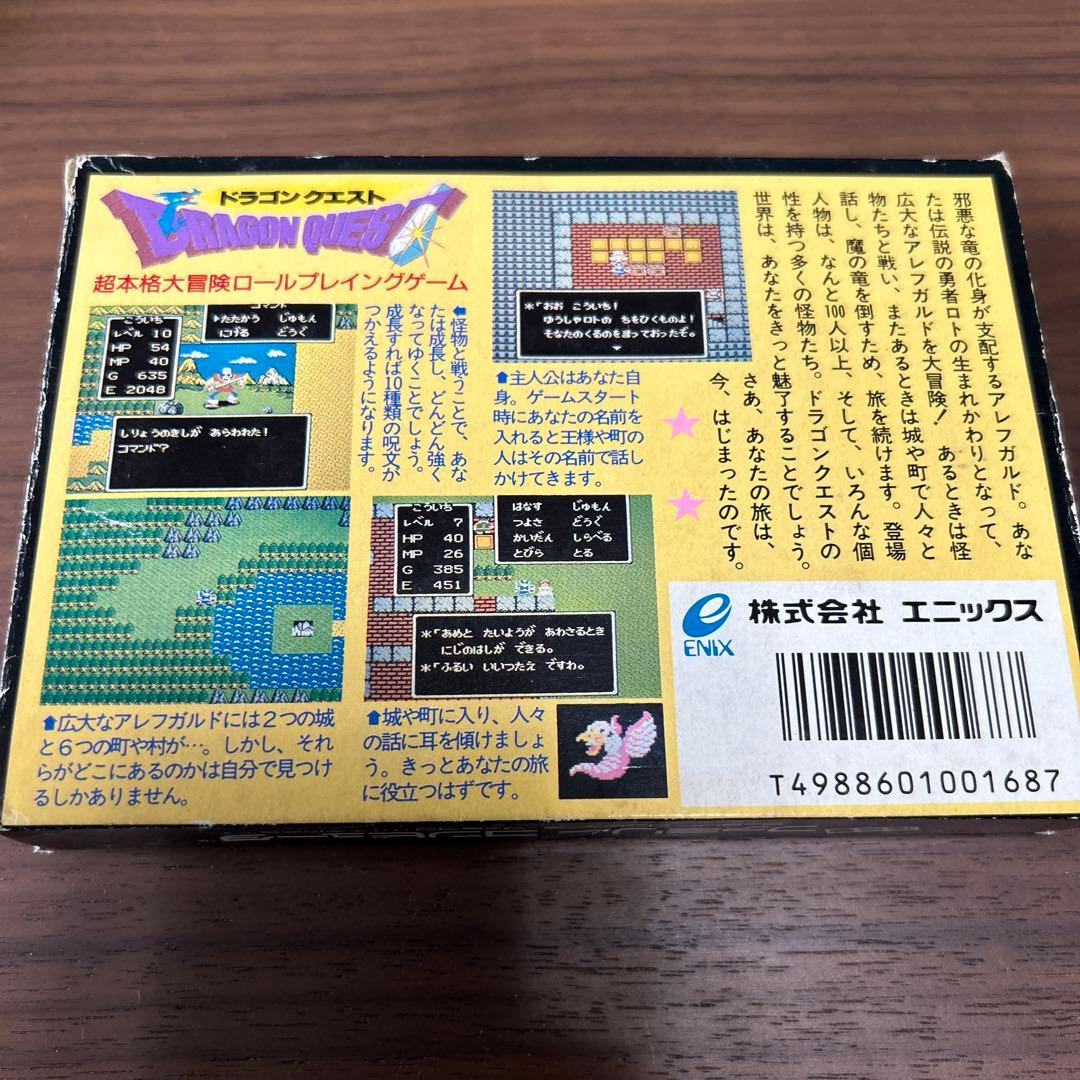 ドラゴンクエスト
DRAGON QUEST
超本格大冒険ロールプレイングゲーム
こういち
レベル 10
HP 54
MP 40
G 635
E 2048
コマンド
▶たたかう じゅもん
にげる どうぐ
しりょうのきしが あらわれた!
コマンド?
⬆怪物と戦うことで、あな
たは成長し、どんどん強く
なってゆくことでしょう。
成長すれば10種類の呪文が
つかえるようになります。
*「おお こういち!
ゆうしゃロトの ちをひくものよ!
そなたのくるのを まっておったぞ。
⬆主人公はあなた自
身。ゲームスタート
時にあなたの名前を
入れると王様や町の
人はその名前で話し
かけてきます。
邪悪な竜の化身が支配するアレフガルド。あな
たは伝説の勇者ロトの生まれかわりとなって、
広大なアレフガルドを大冒険! あるときは怪
物たちと戦い、またあるときは城や町で人々と
話し、魔の竜を倒すため、旅を続けます。登場
人物は、なんと100人以上、そして、いろんな個
性を持つ多くの怪物たち。ドラゴンクエストの
世界は、あなたをきっと魅了することでしょう。
さあ、あなたの旅は、
今、はじまったのです。
⬆広大なアレフガルドには2つの城
と6つの町や村が…。しかし、それ
らがどこにあるのかは自分で見つけ
るしかありません。
こういち
レベル 7
HP 40
MP 26
G 385
E 451
はなす じゅもん
つよさ どうぐ
かいだん しらべる
とびら とる
*「あめと たいようが あわさるとき
にじのはしが できる。
*「ふるい いいつたえ ですわ。
⬆城や町に入り、人々
の話に耳を傾けましょ
う。きっとあなたの旅
に役立つはずです。
ENIX
株式会社 エニックス
T4988601001687